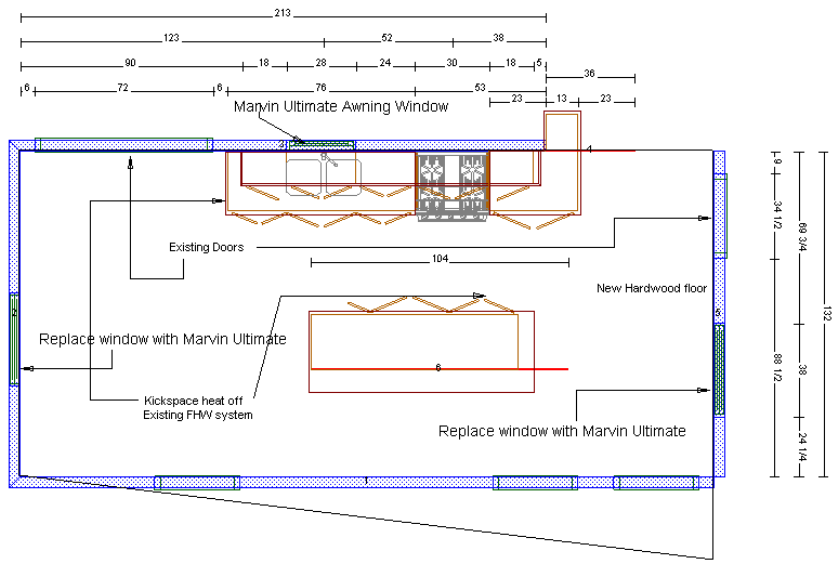 213
123 52 38
90 18 28 24 30 18 5 36
6 72 6 76 53 23 13 23
Marvin Ultimate Awning Window
3
4
9
34 1/2
69 3/4
Existing Doors
104
New Hardwood floor
132
2
5
Replace window with Marvin Ultimate
88 1/2
38
6
Kickspace heat off
Existing FHW system
Replace window with Marvin Ultimate
24 1/4
1